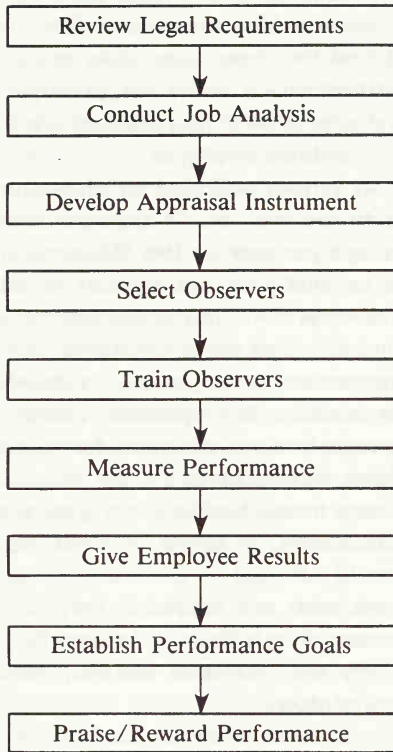 Review Legal Requirements
Conduct Job Analysis
Develop Appraisal Instrument
Select Observers
Train Observers
Measure Performance
Give Employee Results
Establish Performance Goals
Praise/Reward Performance